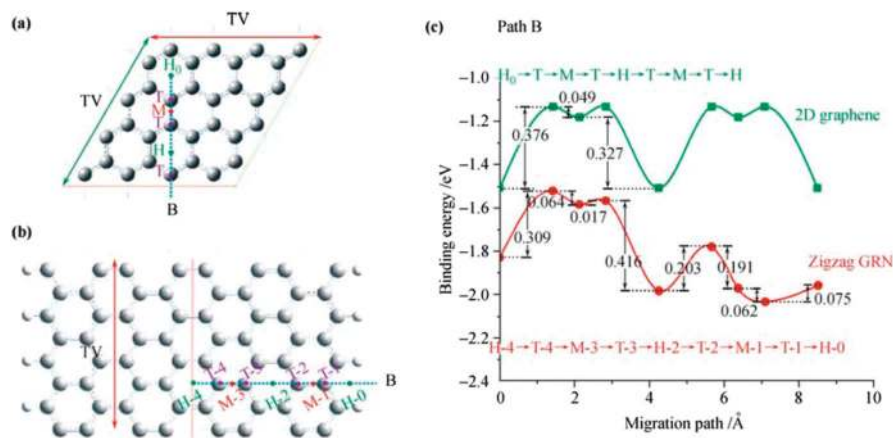 (a)
TV
TV
H₀
T
M
T
H
T
B
(b)
TV
T-4
T-3
T-2
T-1
B
H-4
M-3
H-2
M-1
H-0
(c)
Path B
H₀→T→M→T→H→T→M→T→H
2D graphene
0.049
0.376
0.327
0.064
0.017
0.309
0.416
0.203
0.191
0.062
0.075
Zigzag GRN
H-4→T-4→M-3→T-3→H-2→T-2→M-1→T-1→H-0
Binding energy /eV
−1.0
−1.2
−1.4
−1.6
−1.8
−2.0
−2.2
−2.4
0 2 4 6 8 10
Migration path /Å